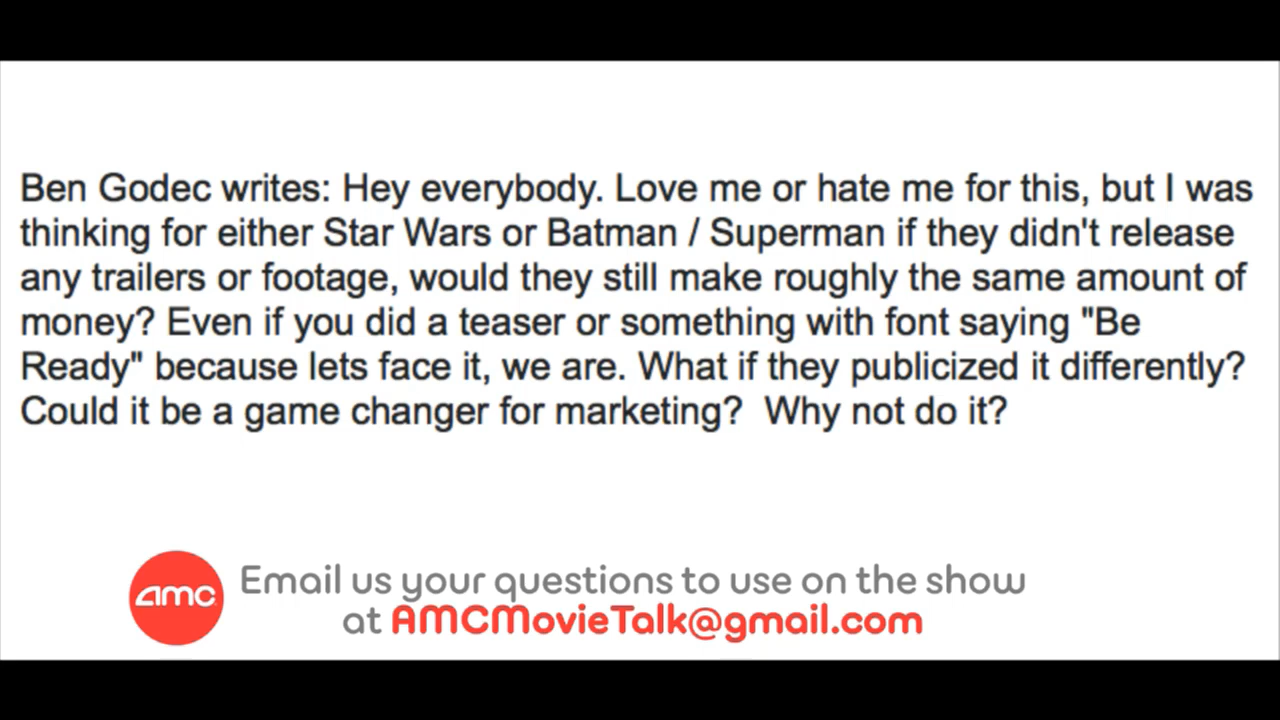 Ben Godec writes: Hey everybody. Love me or hate me for this, but I was
thinking for either Star Wars or Batman / Superman if they didn't release
any trailers or footage, would they still make roughly the same amount of
money? Even if you did a teaser or something with font saying "Be
Ready" because lets face it, we are. What if they publicized it differently?
Could it be a game changer for marketing?  Why not do it?
amc
Email us your questions to use on the show
at AMCMovieTalk@gmail.com